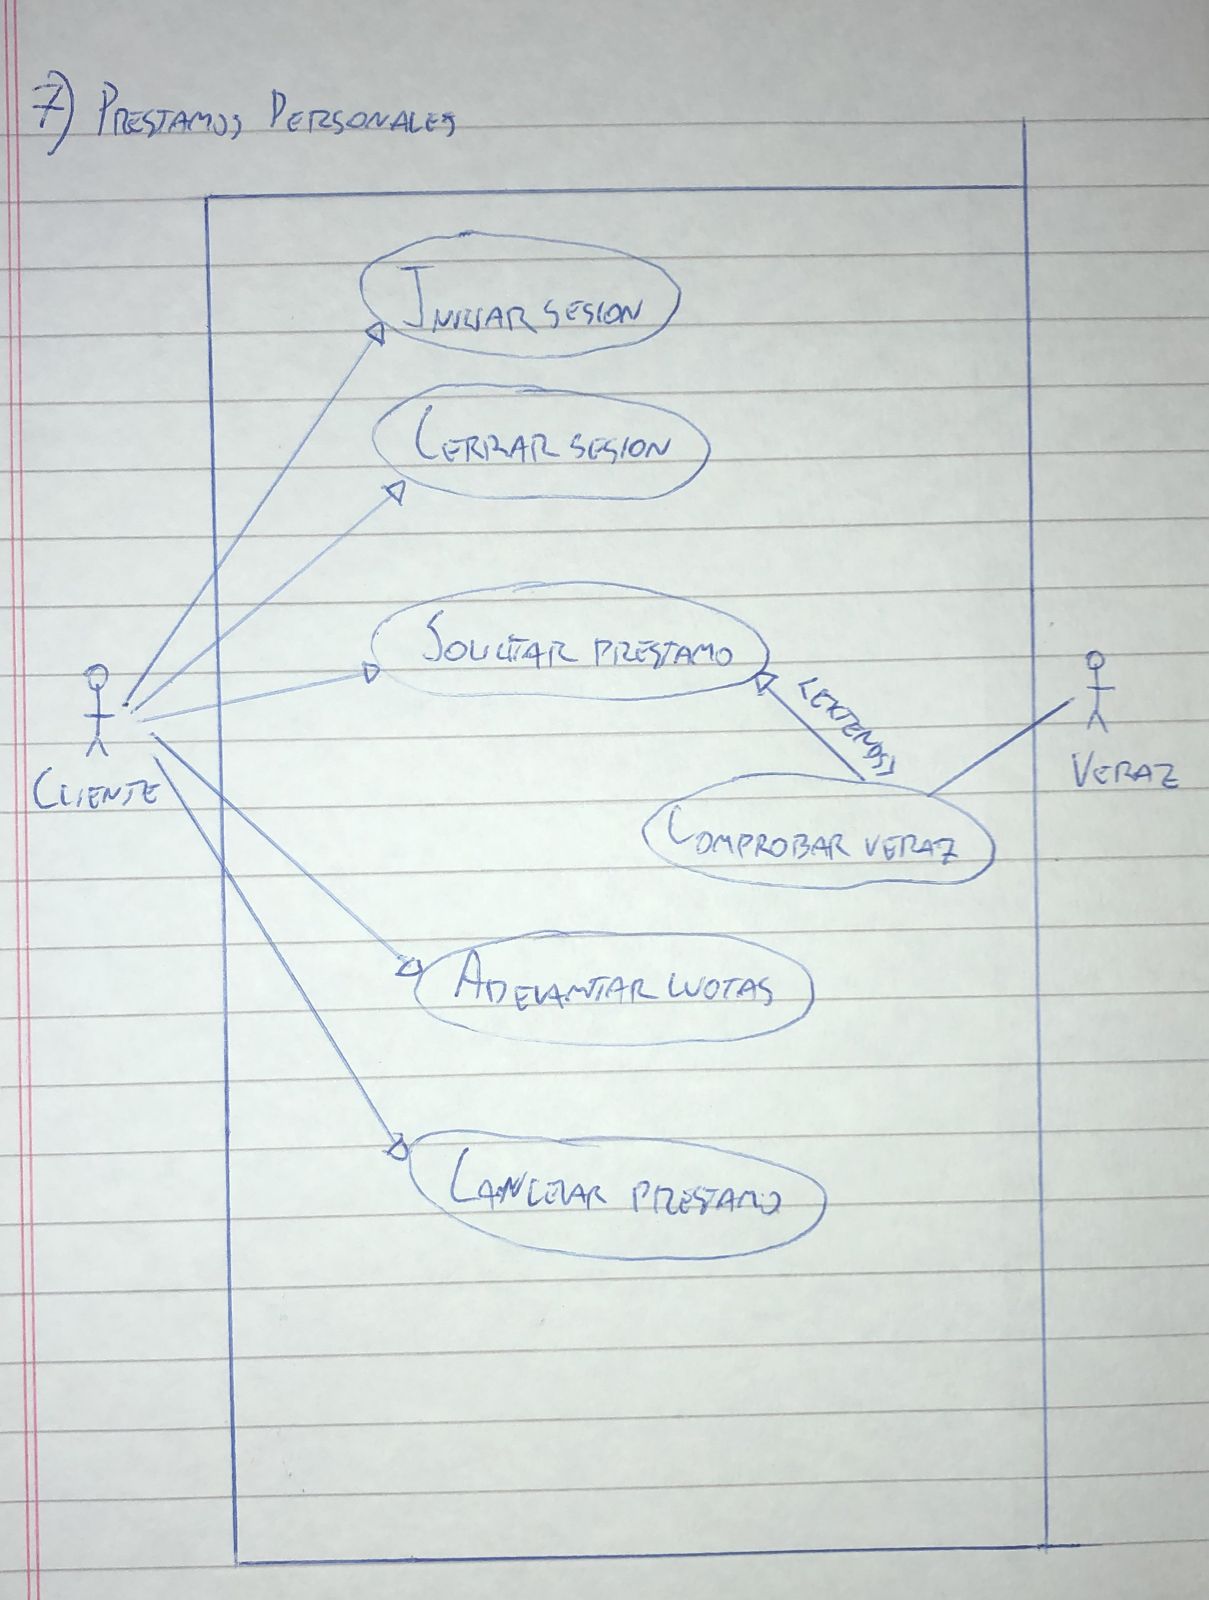 7) PRESTAMOS PERSONALES
INICIAR SESION
CERRAR SESION
SOLICITAR PRESTAMO
<EXTENDS>
CLIENTE
VERAZ
COMPROBAR VERAZ
ADELANTAR CUOTAS
CANCELAR PRESTAMO